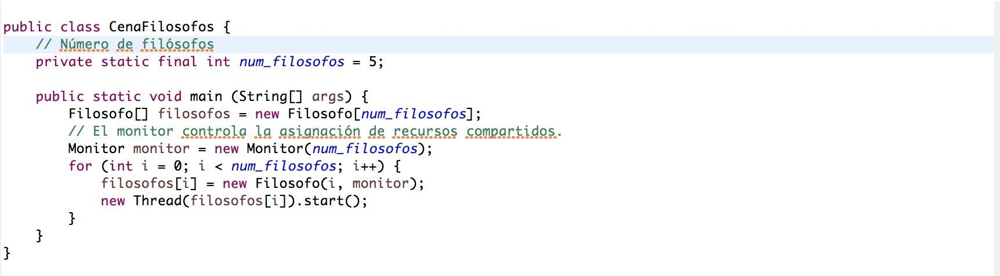 public class CenaFilosofos {
// Número de filósofos
private static final int num_filosofos = 5;
public static void main (String[] args) {
Filosofo[] filosofos = new Filosofo[num_filosofos];
// El monitor controla la asignación de recursos compartidos.
Monitor monitor = new Monitor(num_filosofos);
for (int i = 0; i < num_filosofos; i++) {
filosofos[i] = new Filosofo(i, monitor);
new Thread(filosofos[i]).start();
}
}
}